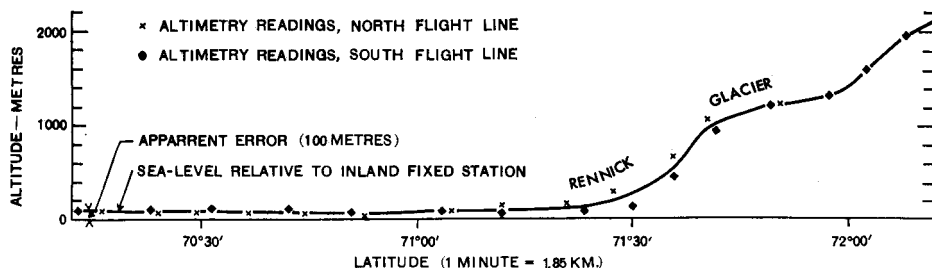 × ALTIMETRY READINGS, NORTH FLIGHT LINE
● ALTIMETRY READINGS, SOUTH FLIGHT LINE
ALTITUDE—METRES
2000
1000
0
APPARRENT ERROR (100 METRES)
SEA-LEVEL RELATIVE TO INLAND FIXED STATION
RENNICK
GLACIER
70°30′
71°00′
71°30′
72°00′
LATITUDE (1 MINUTE = 1.85 KM.)